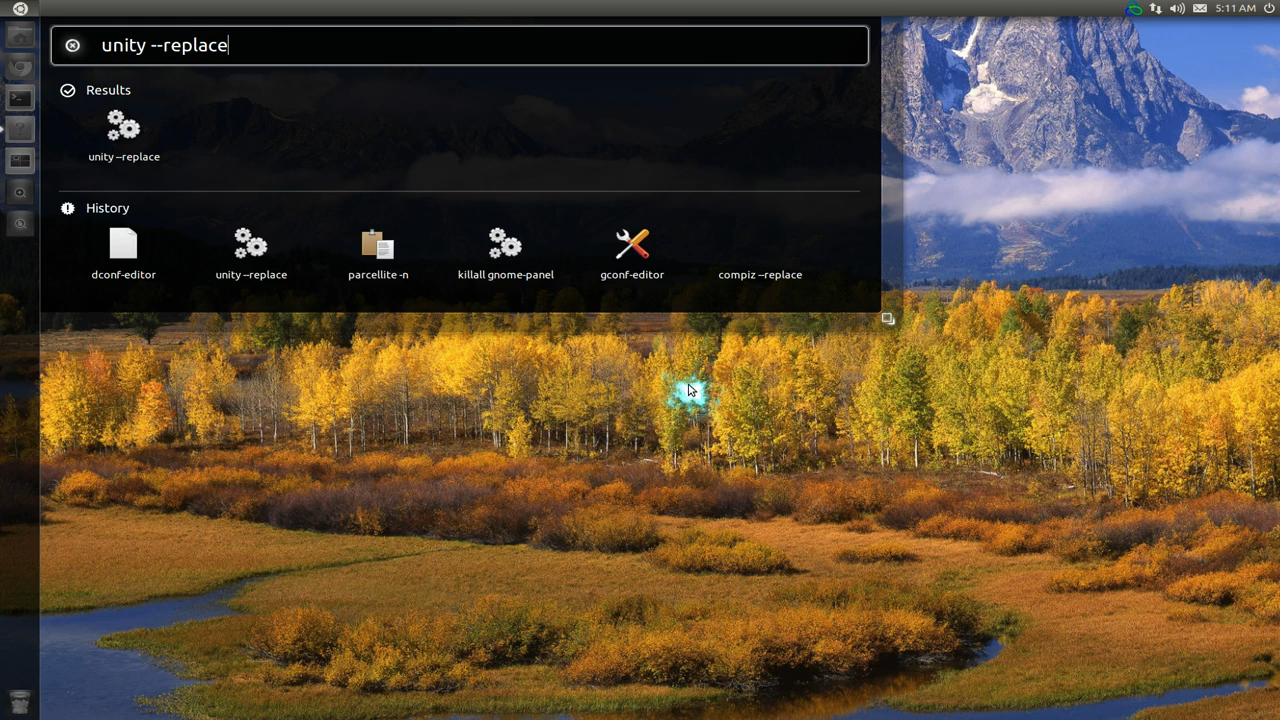 5:11 AM
unity --replace
Results
unity --replace
History
dconf-editor unity --replace parcellite -n killall gnome-panel gconf-editor compiz --replace